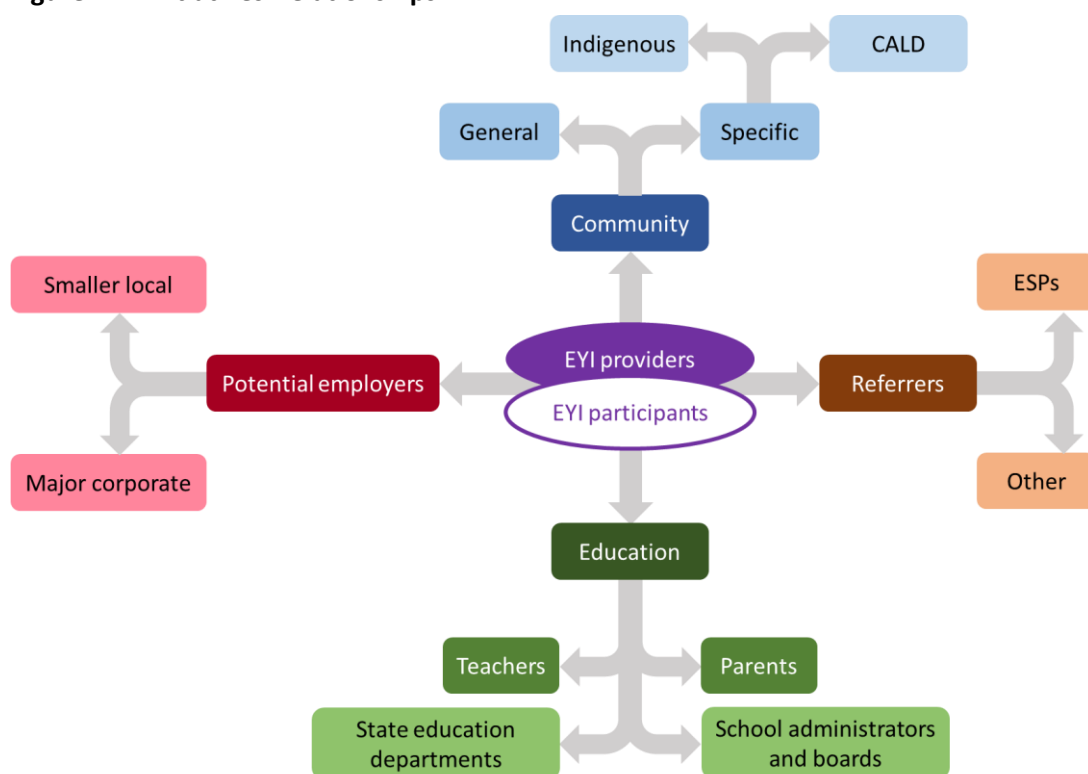 Indigenous
CALD
General
Specific
Community
Smaller local
ESPs
EYI providers
Potential employers
Referrers
EYI participants
Major corporate
Other
Education
Teachers
Parents
State education
departments
School administrators
and boards